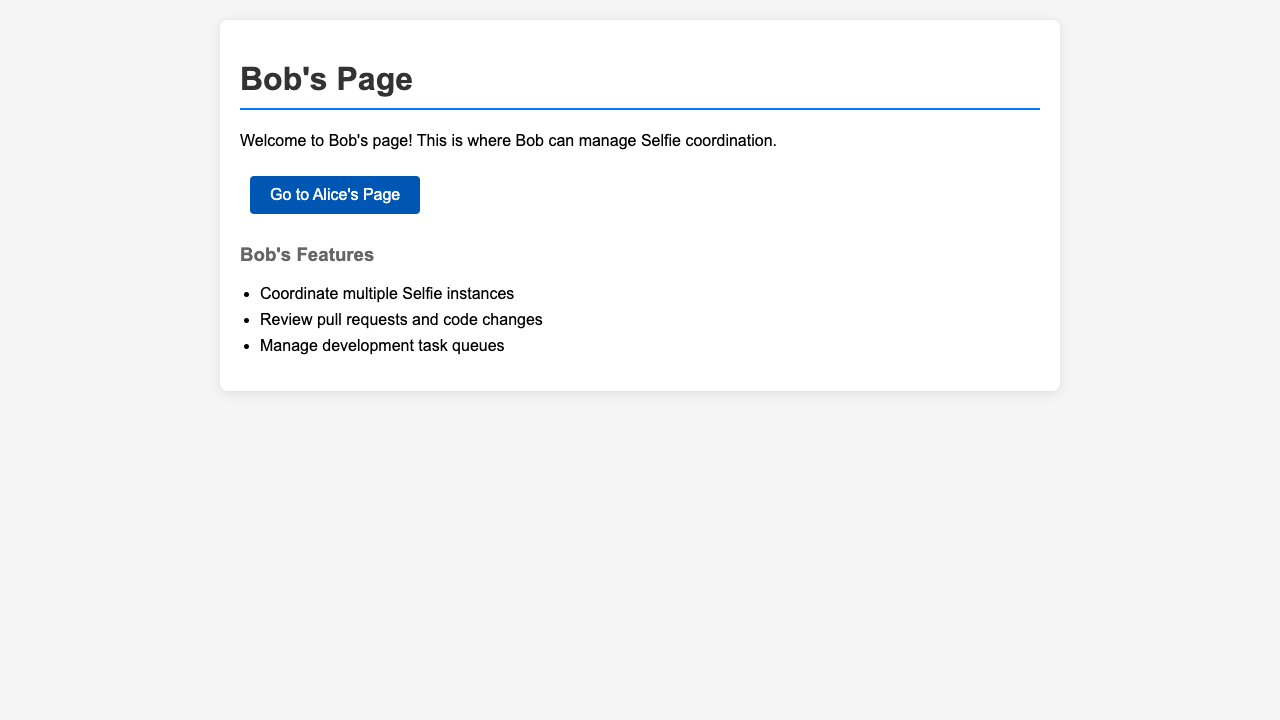 Bob's Page
Welcome to Bob's page! This is where Bob can manage Selfie coordination.
Go to Alice's Page
Bob's Features
Coordinate multiple Selfie instances
Review pull requests and code changes
Manage development task queues